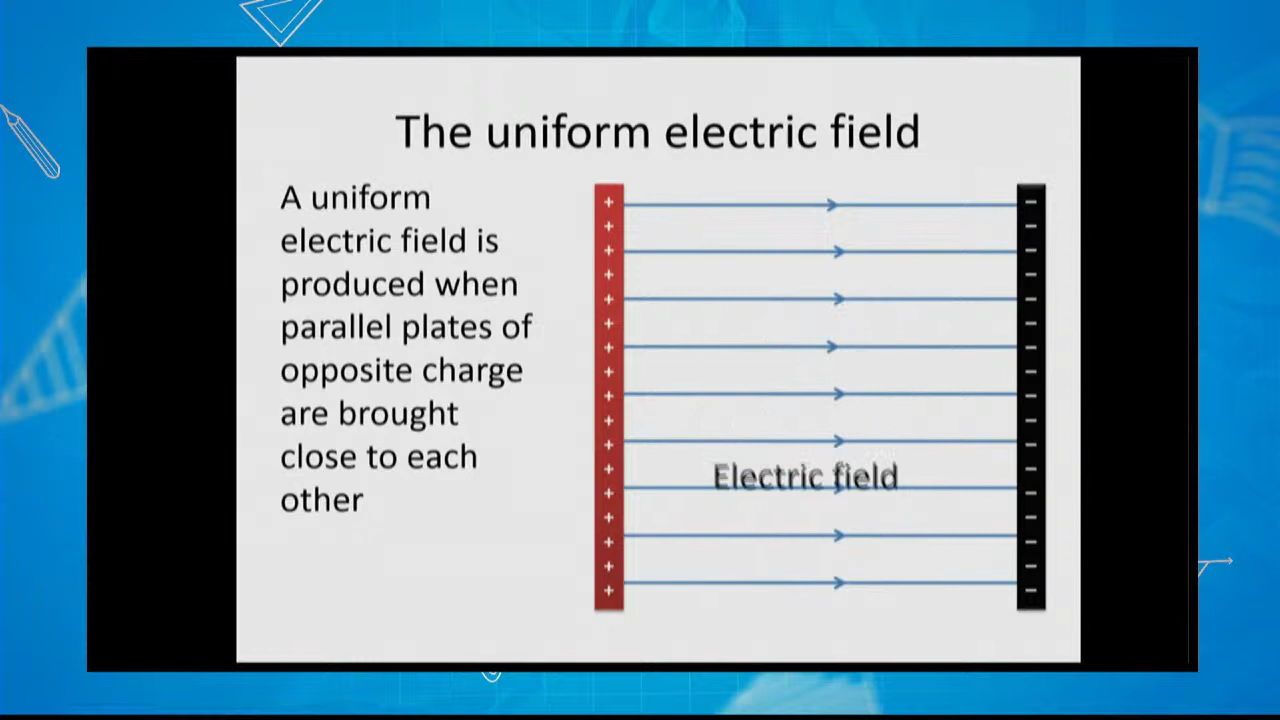 The uniform electric field
A uniform
electric field is
produced when
parallel plates of
opposite charge
are brought
close to each
other
Electric field